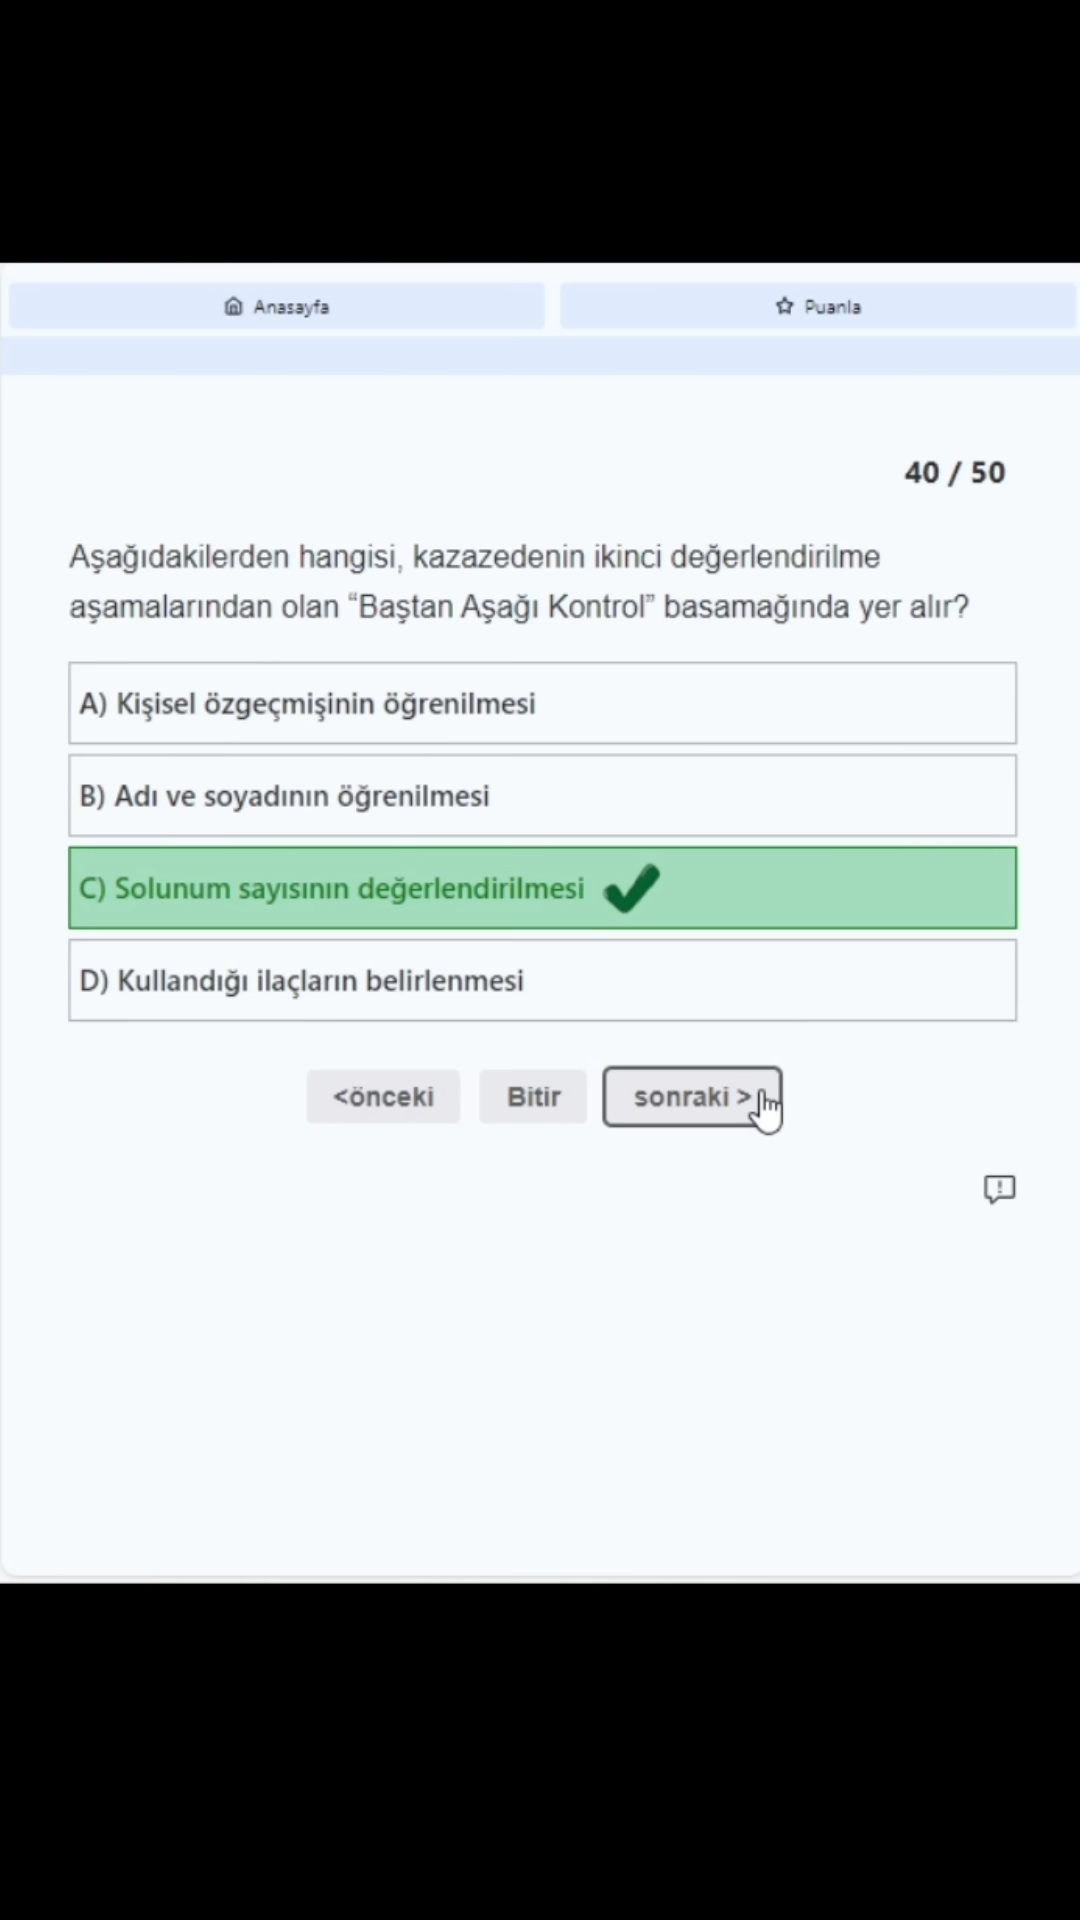 Anasayfa
Puanla
40 / 50
Aşağıdakilerden hangisi, kazazedenin ikinci değerlendirilme
aşamalarından olan “Baştan Aşağı Kontrol” basamağında yer alır?
A) Kişisel özgeçmişinin öğrenilmesi
B) Adı ve soyadının öğrenilmesi
C) Solunum sayısının değerlendirilmesi
D) Kullandığı ilaçların belirlenmesi
<önceki
Bitir
sonraki >